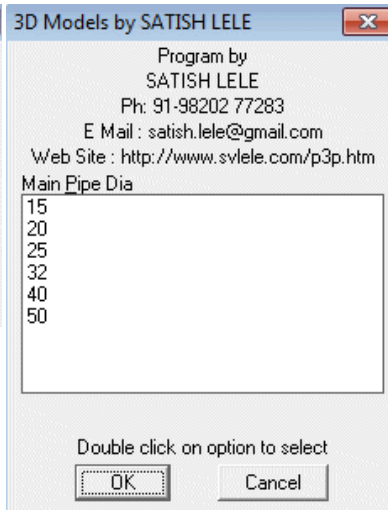 3D Models by SATISH LELE
Program by
SATISH LELE
Ph: 91-98202 77283
E Mail : satish.lele@gmail.com
Web Site : http://www.svlele.com/p3p.htm
Main Pipe Dia
15
20
25
32
40
50
Double click on option to select
OK
Cancel